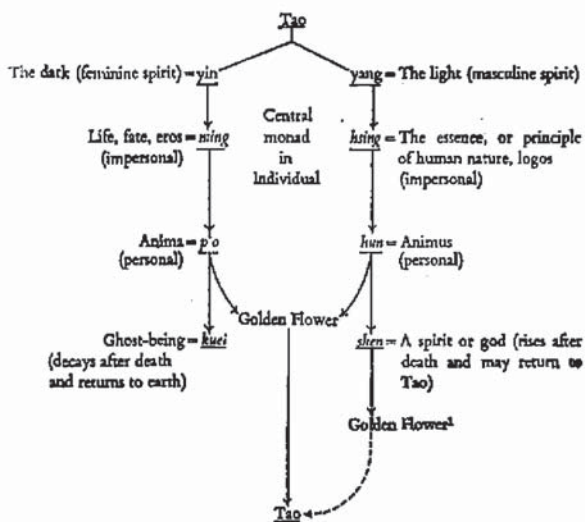 Tao
The dark (feminine spirit) = yin
yang = The light (masculine spirit)
Central
monad
in
Individual
Life, fate, eros = ming
(impersonal)
hsing = The essence, or principle
of human nature, logos
(impersonal)
Anima = p'o
(personal)
hun = Animus
(personal)
Golden Flower
Ghost-being = kuei
(decays after death
and returns to earth)
shen = A spirit or god (rises after
death and may return to
Tao)
Golden Flower¹
Tao